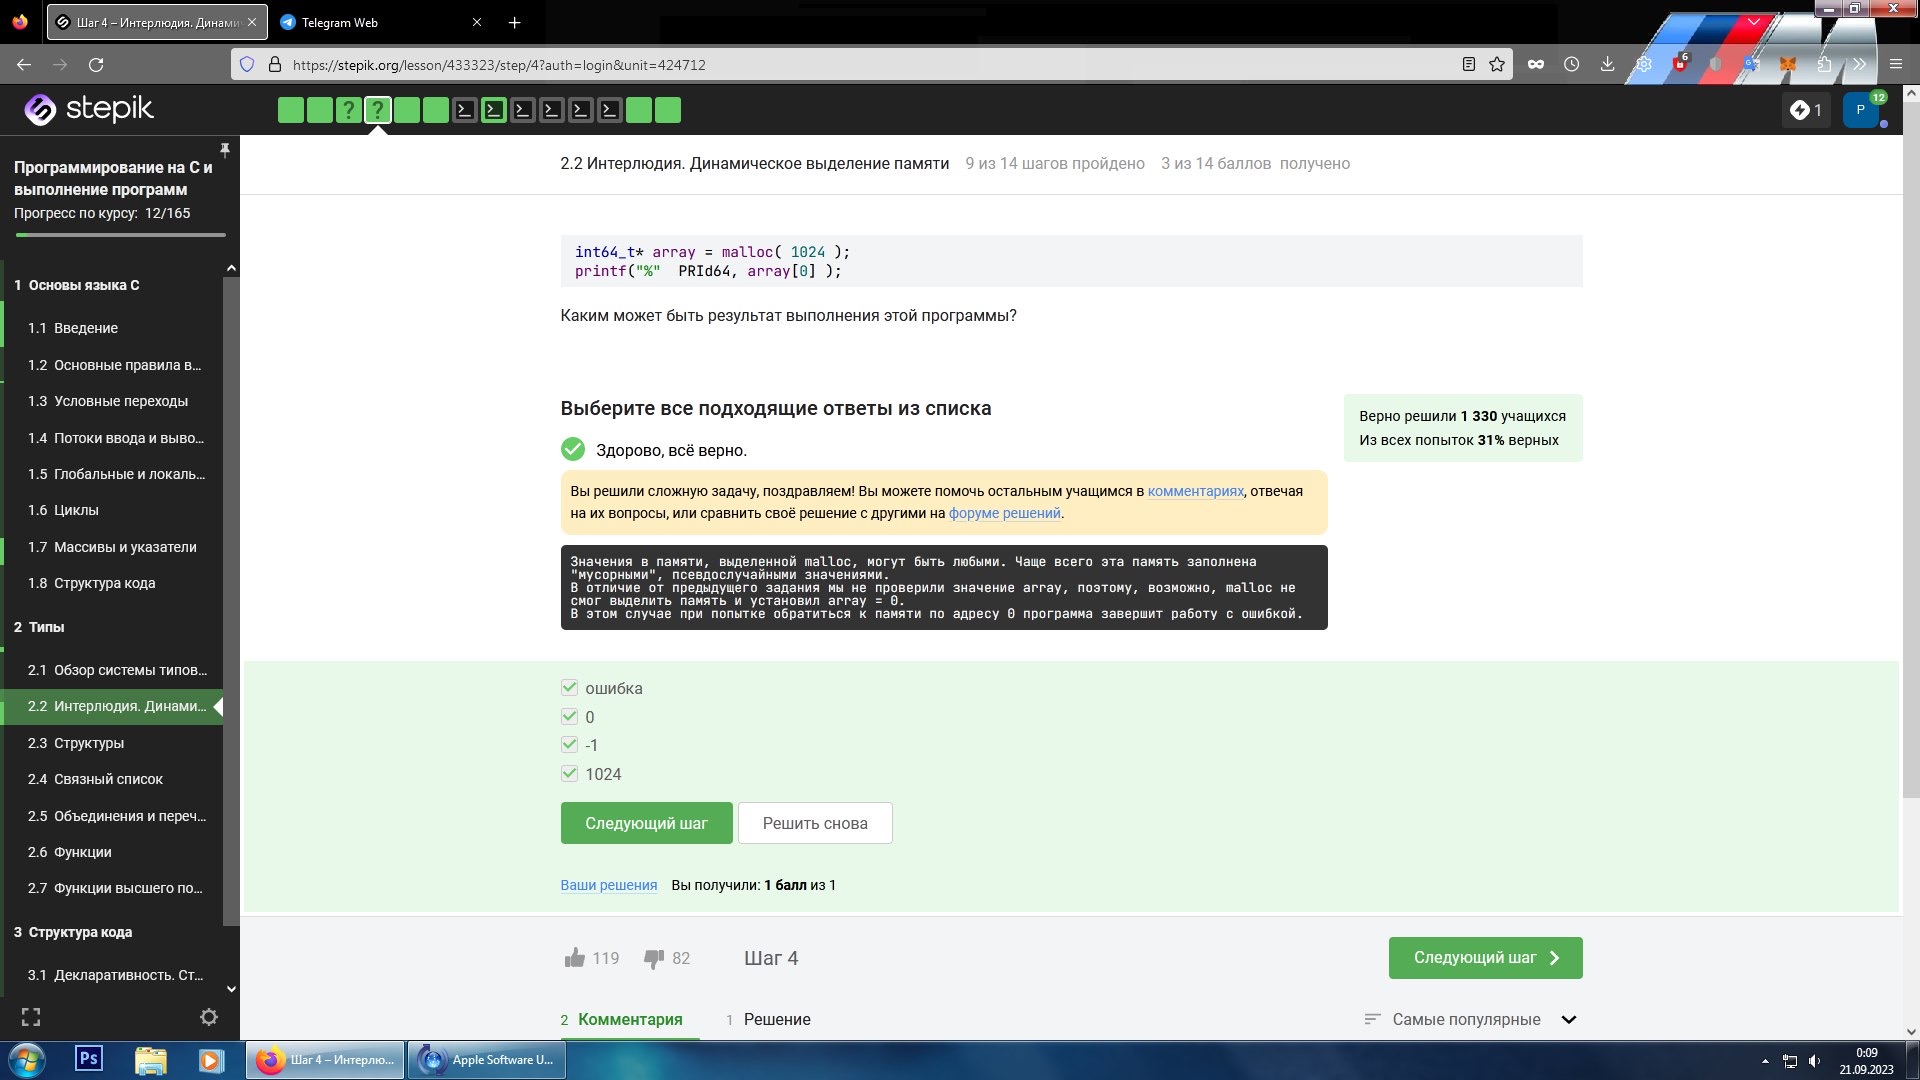 Шаг 4 – Интерлюдия. Динами
Telegram Web
https://stepik.org/lesson/433323/step/4?auth=login&unit=424712
6
stepik
?
?
1
P
12
Программирование на C и
выполнение программ
Прогресс по курсу: 12/165
1 Основы языка C
1.1 Введение
1.2 Основные правила в...
1.3 Условные переходы
1.4 Потоки ввода и выво...
1.5 Глобальные и локаль...
1.6 Циклы
1.7 Массивы и указатели
1.8 Структура кода
2 Типы
2.1 Обзор системы типов...
2.2 Интерлюдия. Динами...
2.3 Структуры
2.4 Связный список
2.5 Объединения и переч...
2.6 Функции
2.7 Функции высшего по...
3 Структура кода
3.1 Декларативность. Ст...
2.2 Интерлюдия. Динамическое выделение памяти 9 из 14 шагов пройдено 3 из 14 баллов получено
int64_t* array = malloc( 1024 );
printf("%"  PRId64, array[0] );
Каким может быть результат выполнения этой программы?
Выберите все подходящие ответы из списка
Здорово, всё верно.
Верно решили 1 330 учащихся
Из всех попыток 31% верных
Вы решили сложную задачу, поздравляем! Вы можете помочь остальным учащимся в комментариях, отвечая
на их вопросы, или сравнить своё решение с другими на форуме решений.
Значения в памяти, выделенной malloc, могут быть любыми. Чаще всего эта память заполнена
"мусорными", псевдослучайными значениями.
В отличие от предыдущего задания мы не проверили значение array, поэтому, возможно, malloc не
смог выделить память и установил array = 0.
В этом случае при попытке обратиться к памяти по адресу 0 программа завершит работу с ошибкой.
ошибка
0
-1
1024
Следующий шаг
Решить снова
Ваши решения Вы получили: 1 балл из 1
119
82
Шаг 4
Следующий шаг
2 Комментария
1 Решение
Самые популярные
Ps
Шаг 4 – Интерлю...
Apple Software U...
0:09
21.09.2023